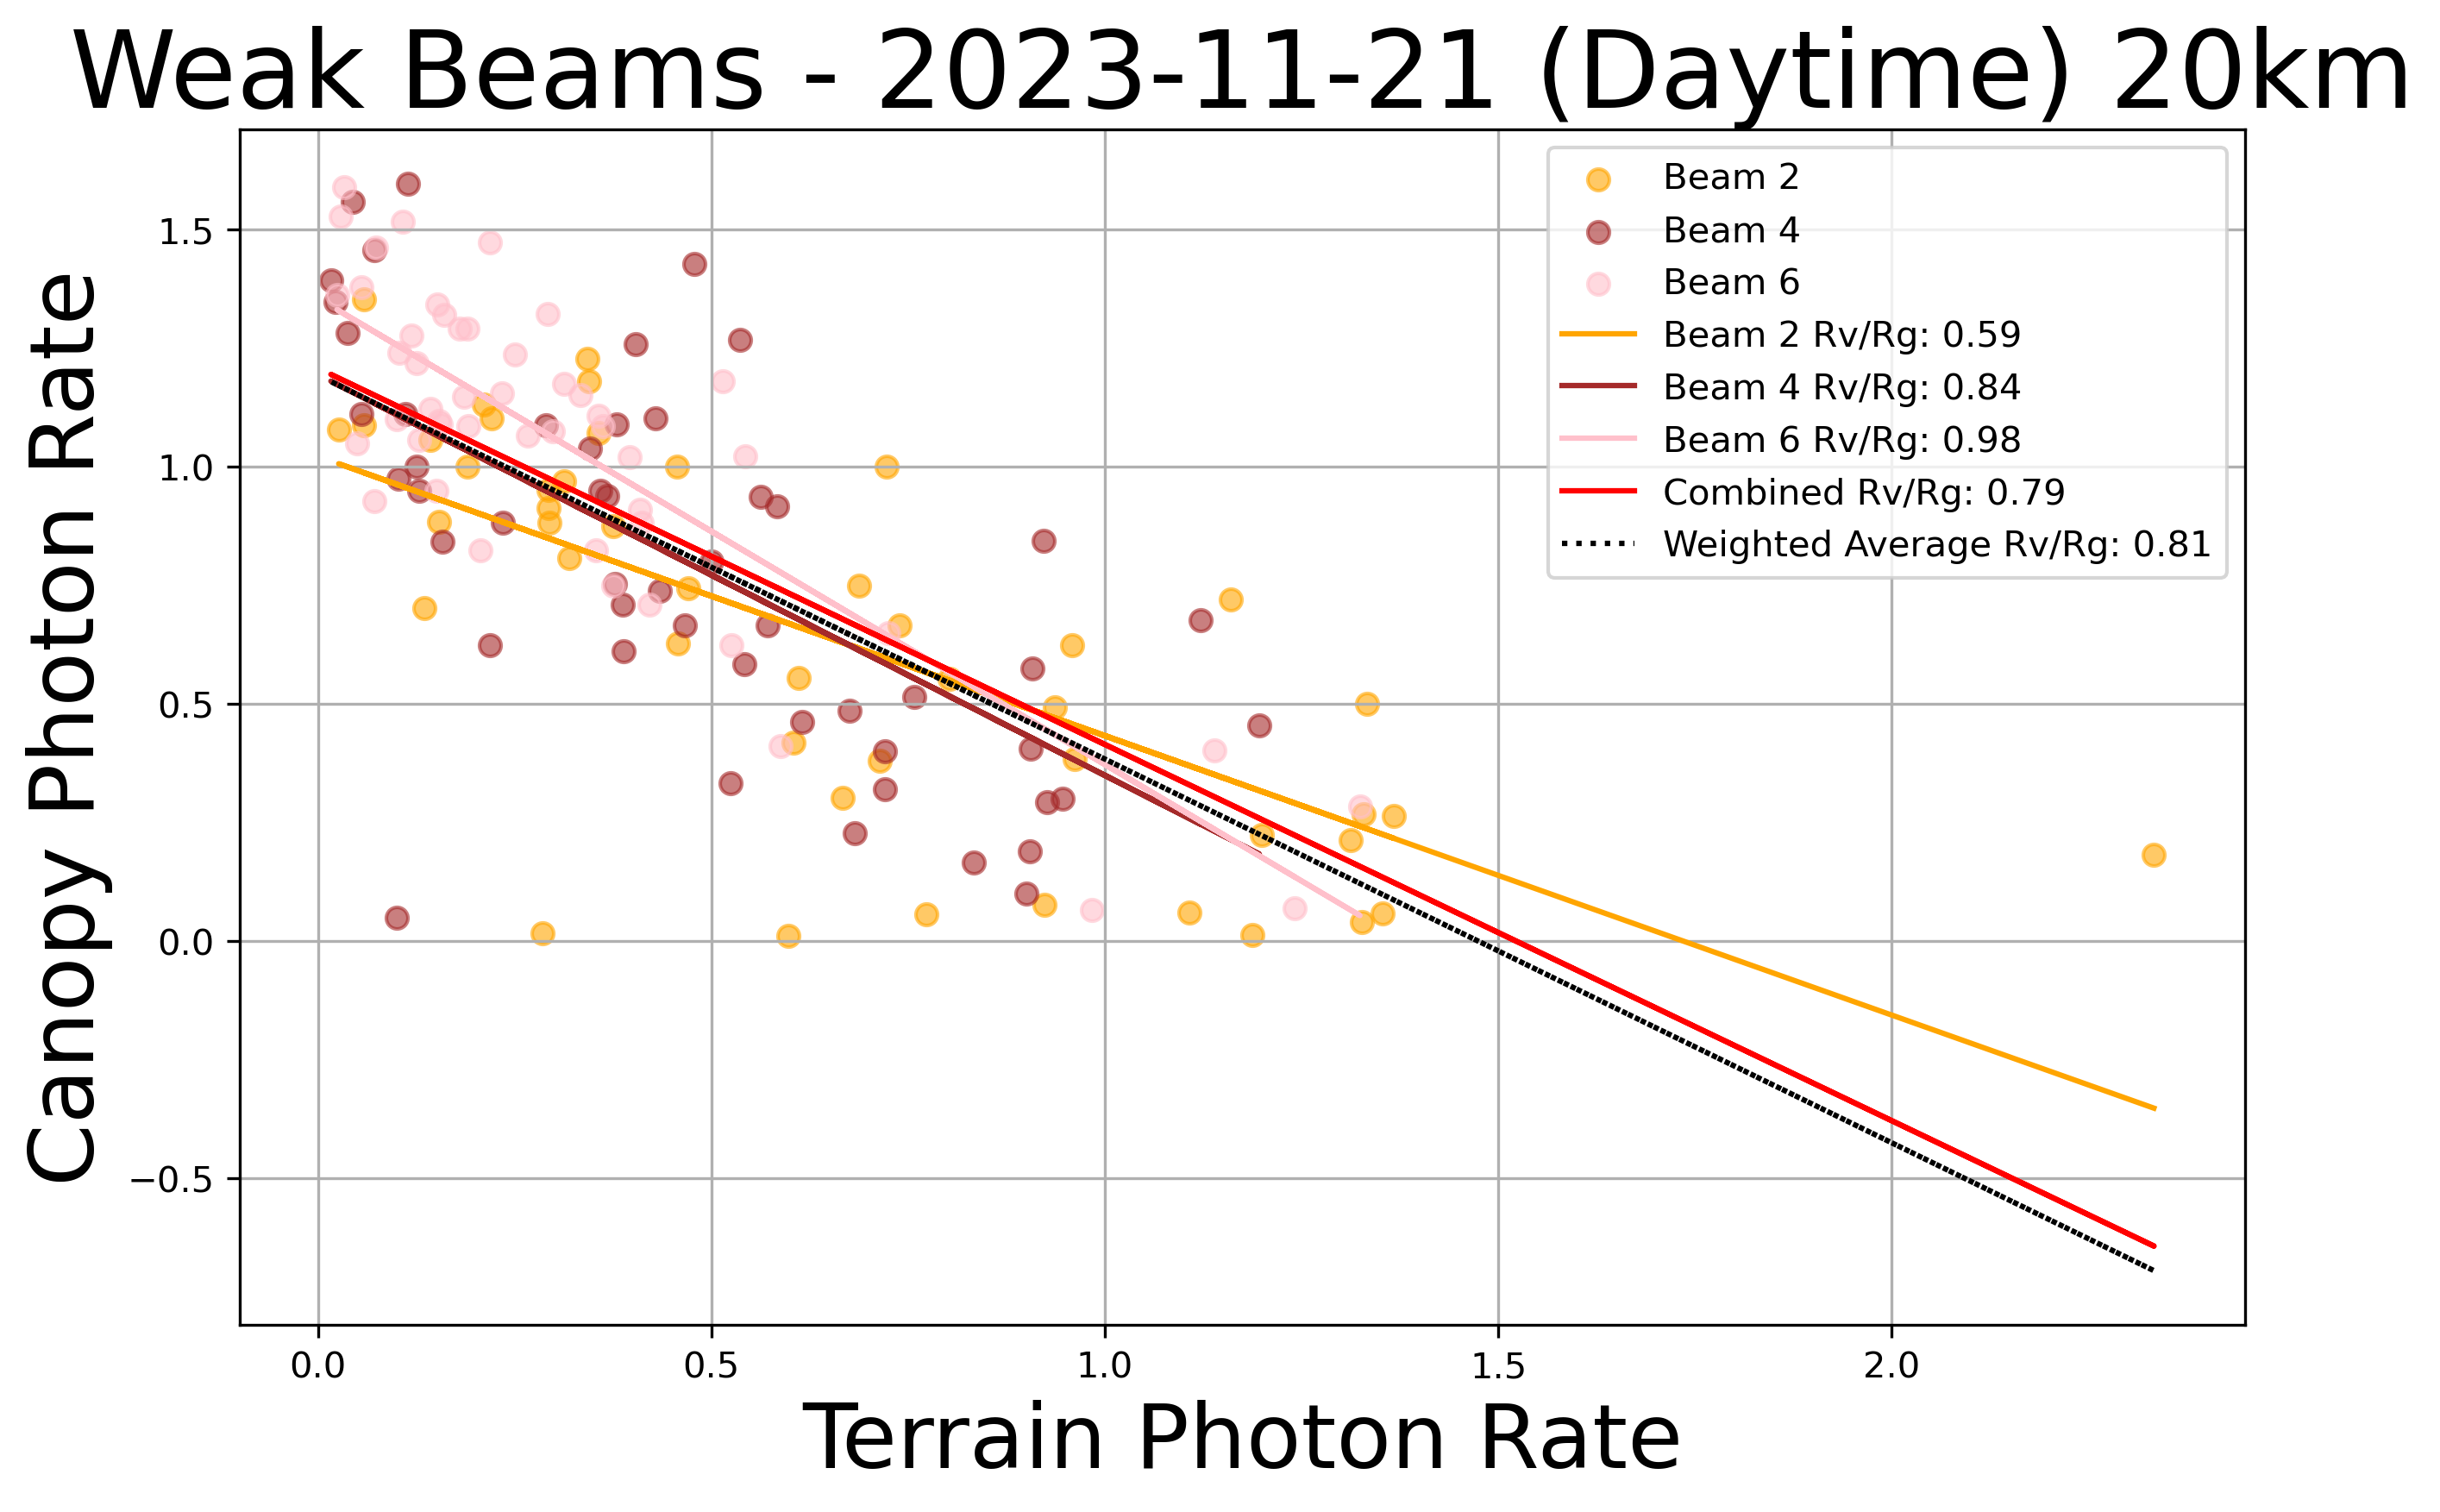 Weak Beams - 2023-11-21 (Daytime) 20km
Canopy Photon Rate
1.5
1.0
0.5
0.0
−0.5
Beam 2
Beam 4
Beam 6
Beam 2 Rv/Rg: 0.59
Beam 4 Rv/Rg: 0.84
Beam 6 Rv/Rg: 0.98
Combined Rv/Rg: 0.79
Weighted Average Rv/Rg: 0.81
0.0
0.5
1.0
1.5
2.0
Terrain Photon Rate